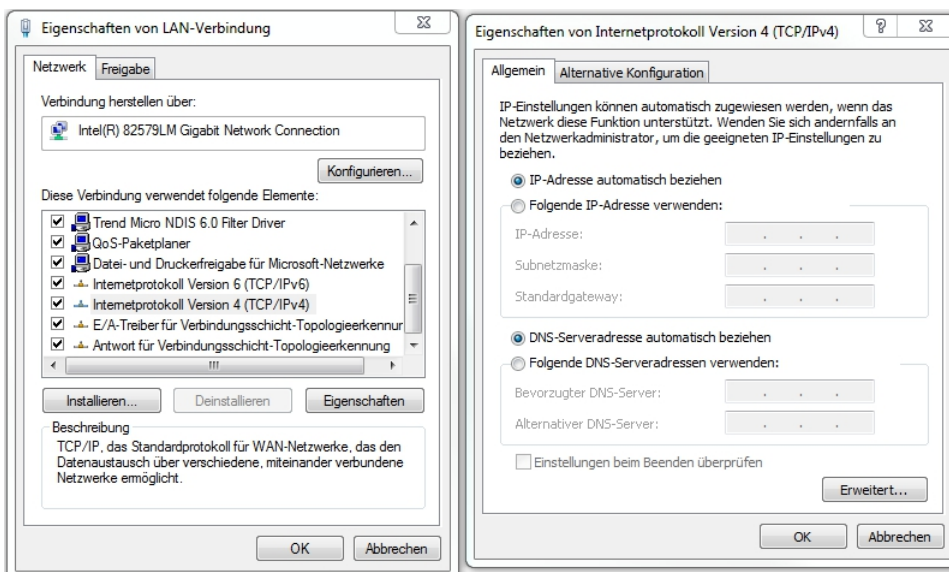 Eigenschaften von LAN-Verbindung
Netzwerk
Freigabe
Verbindung herstellen über:
Intel(R) 82579LM Gigabit Network Connection
Konfigurieren...
Diese Verbindung verwendet folgende Elemente:
Trend Micro NDIS 6.0 Filter Driver
QoS-Paketplaner
Datei- und Druckerfreigabe für Microsoft-Netzwerke
Internetprotokoll Version 6 (TCP/IPv6)
Internetprotokoll Version 4 (TCP/IPv4)
E/A-Treiber für Verbindungsschicht-Topologieerkennur
Antwort für Verbindungsschicht-Topologieerkennung
Installieren...
Deinstallieren
Eigenschaften
Beschreibung
TCP/IP, das Standardprotokoll für WAN-Netzwerke, das den
Datenaustausch über verschiedene, miteinander verbundene
Netzwerke ermöglicht.
OK
Abbrechen
Eigenschaften von Internetprotokoll Version 4 (TCP/IPv4)
Allgemein
Alternative Konfiguration
IP-Einstellungen können automatisch zugewiesen werden, wenn das
Netzwerk diese Funktion unterstützt. Wenden Sie sich andernfalls an
den Netzwerkadministrator, um die geeigneten IP-Einstellungen zu
beziehen.
IP-Adresse automatisch beziehen
Folgende IP-Adresse verwenden:
IP-Adresse:
Subnetzmaske:
Standardgateway:
DNS-Serveradresse automatisch beziehen
Folgende DNS-Serveradressen verwenden:
Bevorzugter DNS-Server:
Alternativer DNS-Server:
Einstellungen beim Beenden überprüfen
Erweitert...
OK
Abbrechen